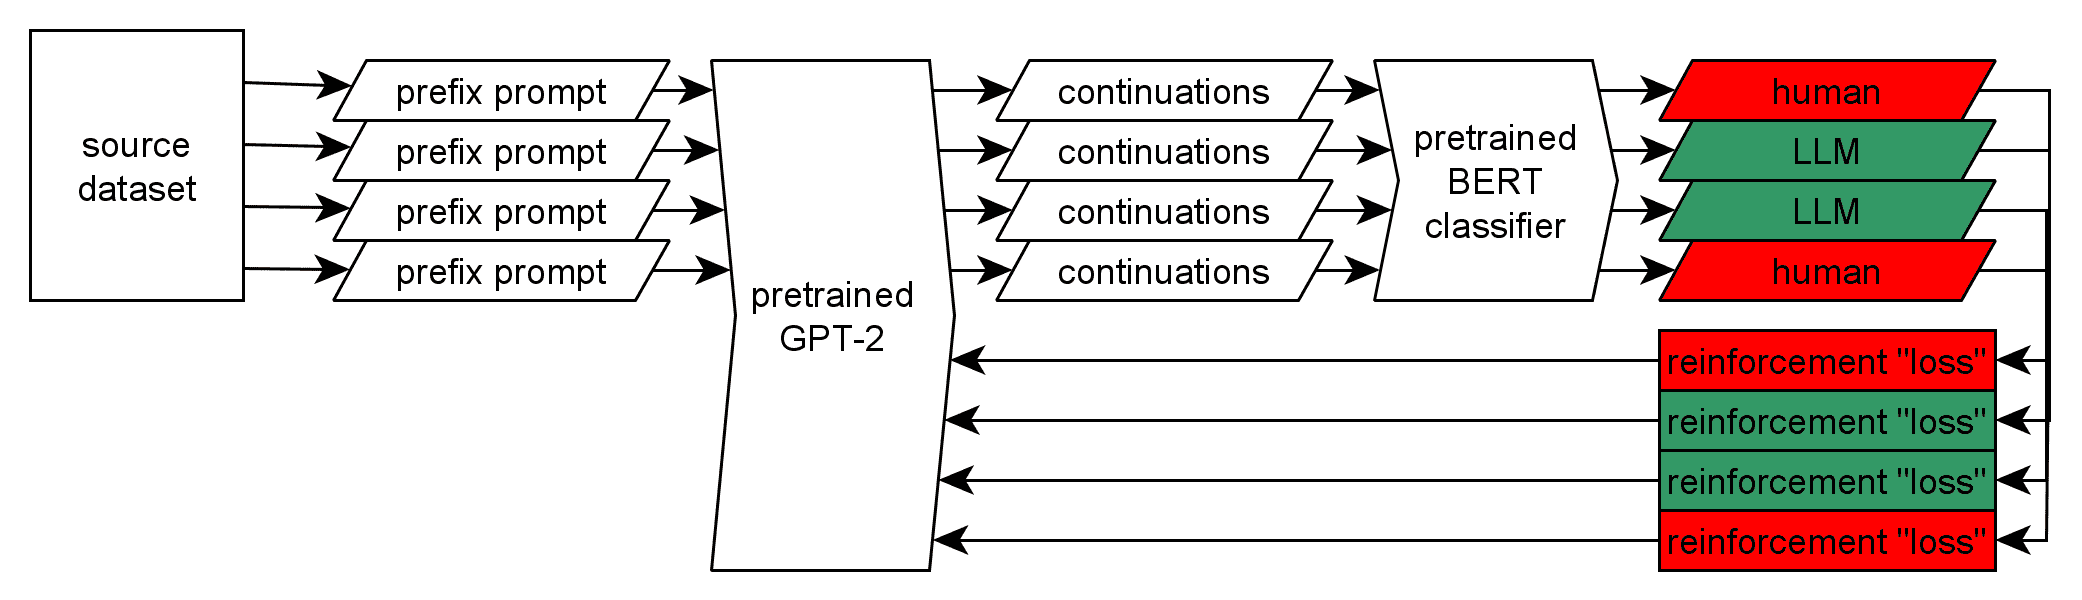 source
dataset
prefix prompt
prefix prompt
prefix prompt
prefix prompt
pretrained
GPT-2
continuations
continuations
continuations
continuations
pretrained
BERT
classifier
human
LLM
LLM
human
reinforcement "loss"
reinforcement "loss"
reinforcement "loss"
reinforcement "loss"